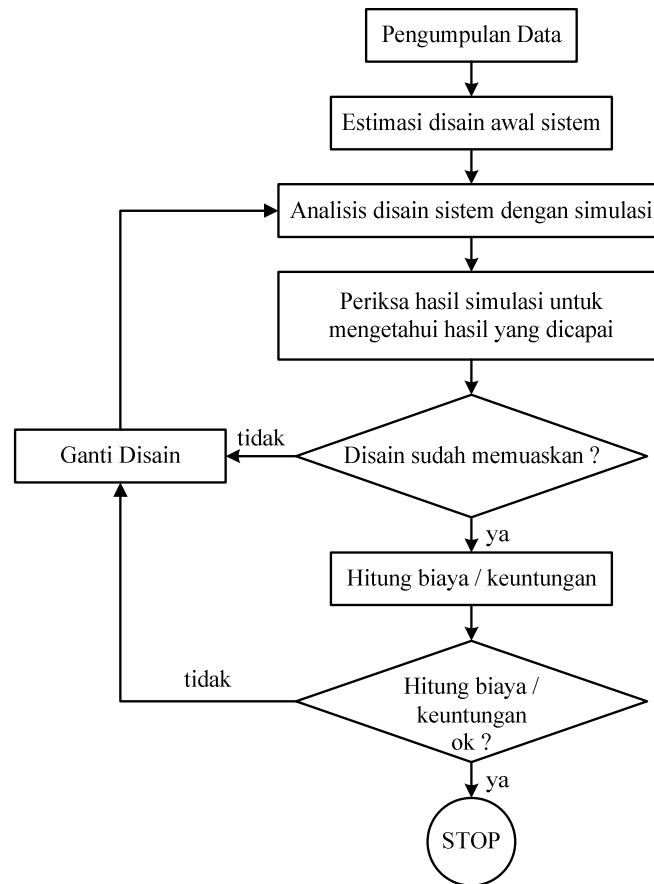 Pengumpulan Data
Estimasi disain awal sistem
Analisis disain sistem dengan simulasi
Periksa hasil simulasi untuk
mengetahui hasil yang dicapai
Ganti Disain
tidak
Disain sudah memuaskan ?
ya
Hitung biaya / keuntungan
tidak
Hitung biaya /
keuntungan
ok ?
ya
STOP